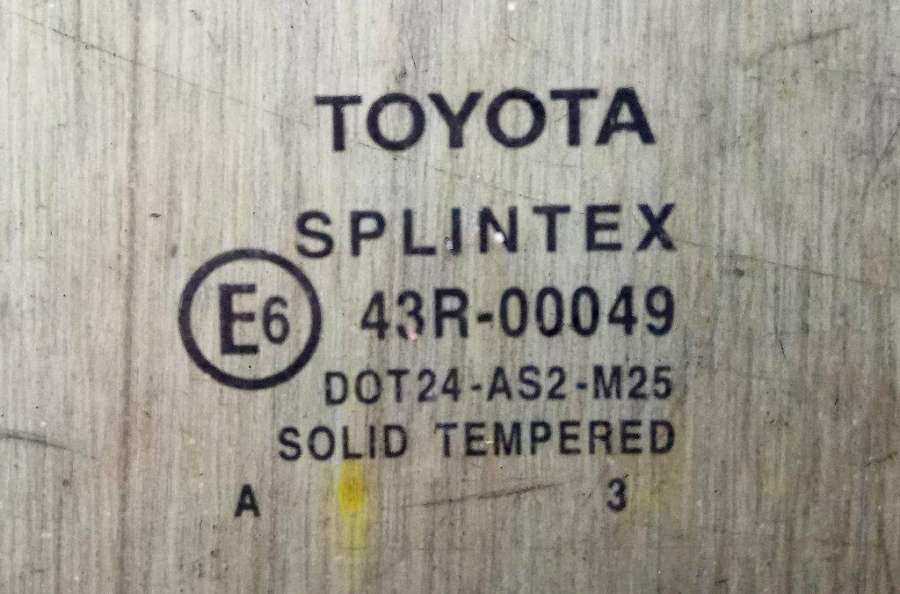 TOYOTA
SPLINTEX
E6 43R-00049
DOT24-AS2-M25
SOLID TEMPERED
A 3